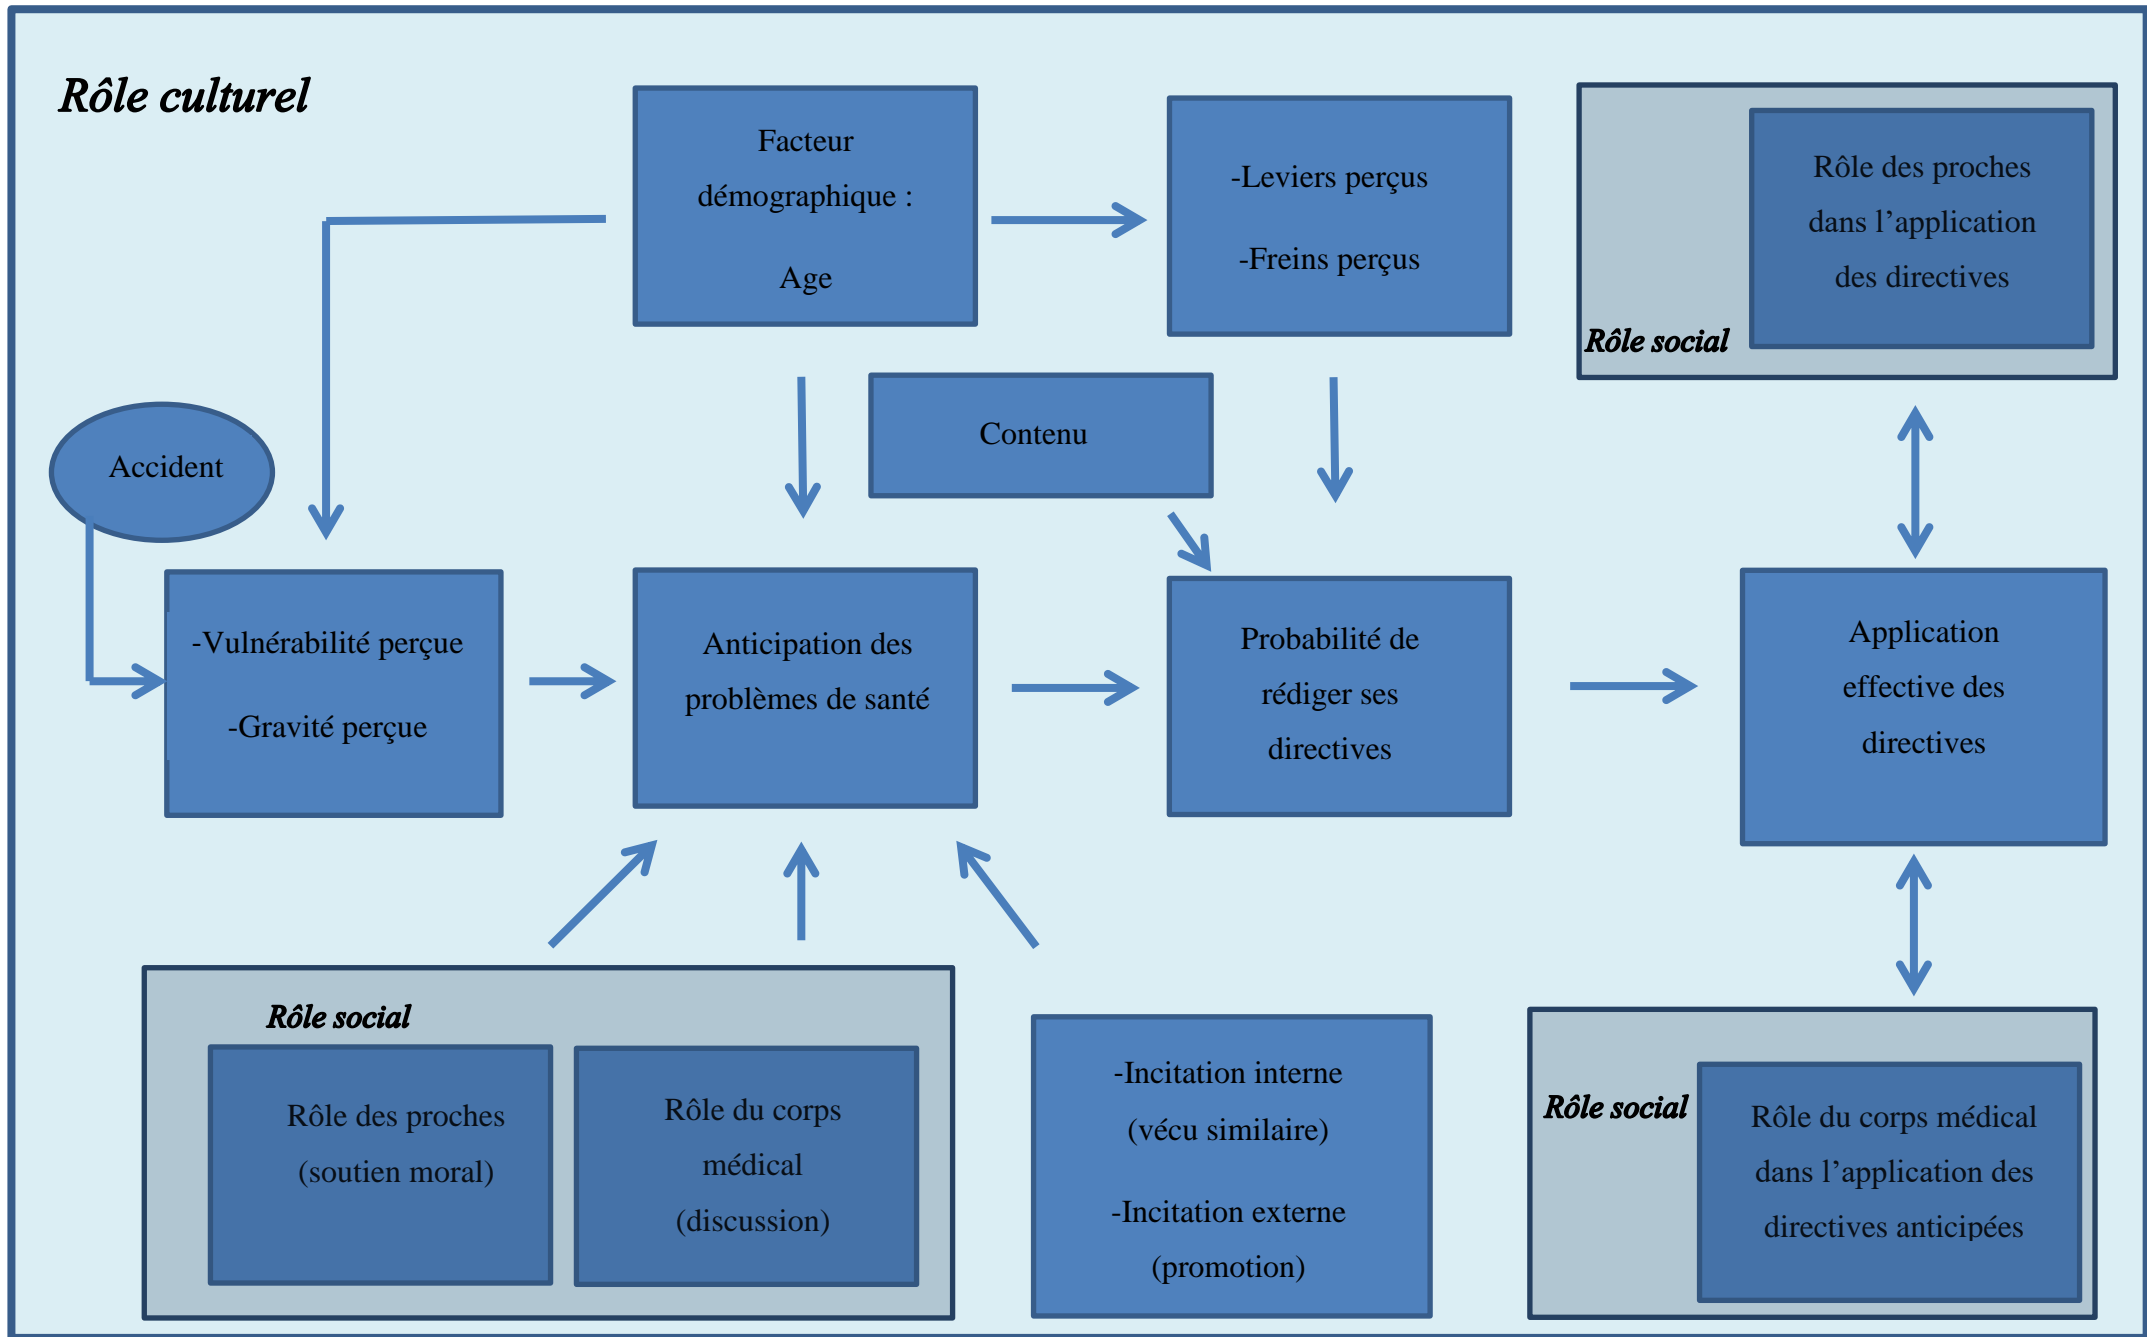 Rôle culturel
Facteur
démographique :
Age
-Leviers perçus
-Freins perçus
Rôle des proches
dans l’application
des directives
Rôle social
Contenu
Accident
-Vulnérabilité perçue
-Gravité perçue
Anticipation des
problèmes de santé
Probabilité de
rédiger ses
directives
Application
effective des
directives
Rôle social
Rôle des proches
(soutien moral)
Rôle du corps
médical
(discussion)
-Incitation interne
(vécu similaire)
-Incitation externe
(promotion)
Rôle social
Rôle du corps médical
dans l’application des
directives anticipées